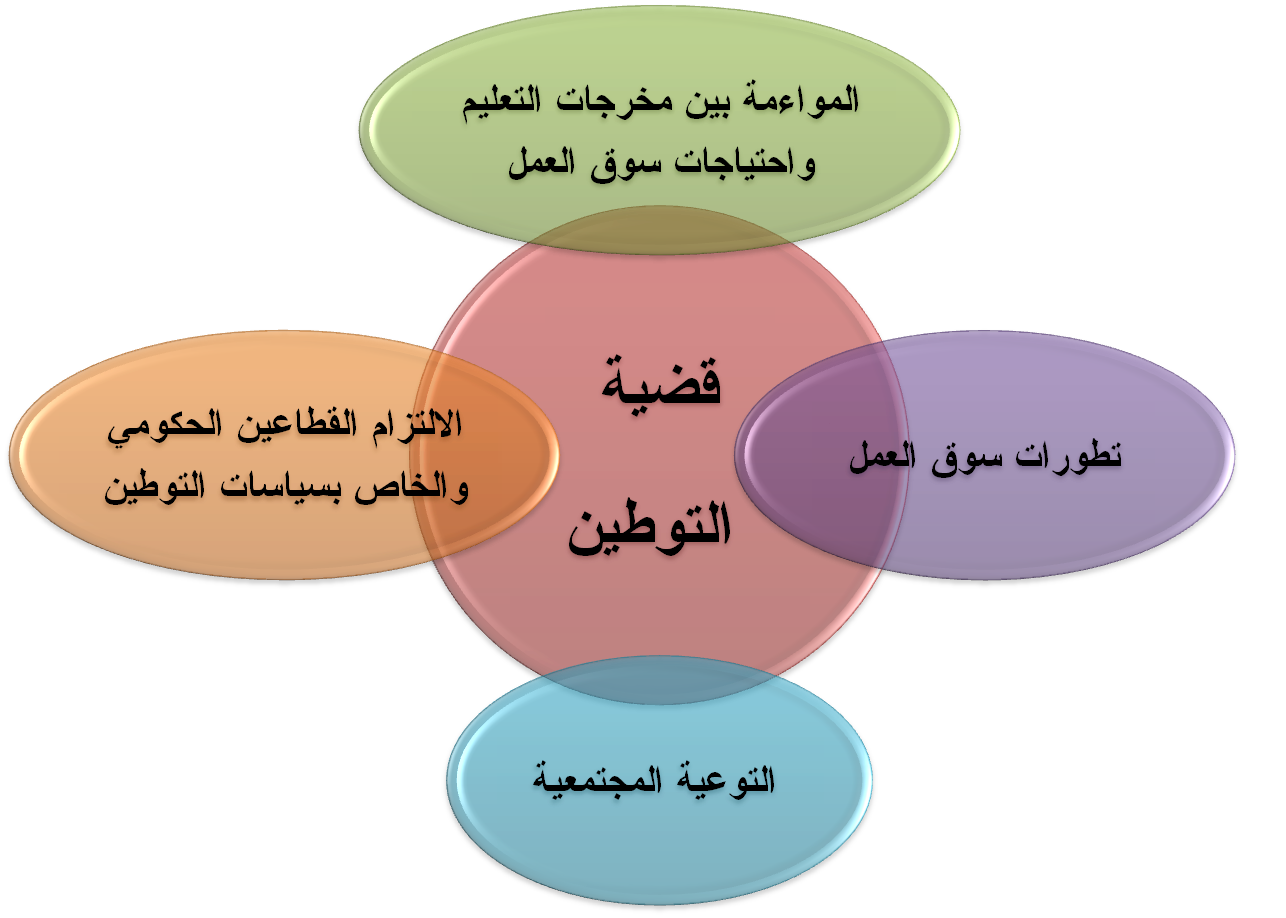 المواءمة بين مخرجات التعليم
واحتياجات سوق العمل
قضية
التوطين
تطورات سوق العمل
الالتزام القطاعين الحكومي
والخاص بسياسات التوطين
التوعية المجتمعية